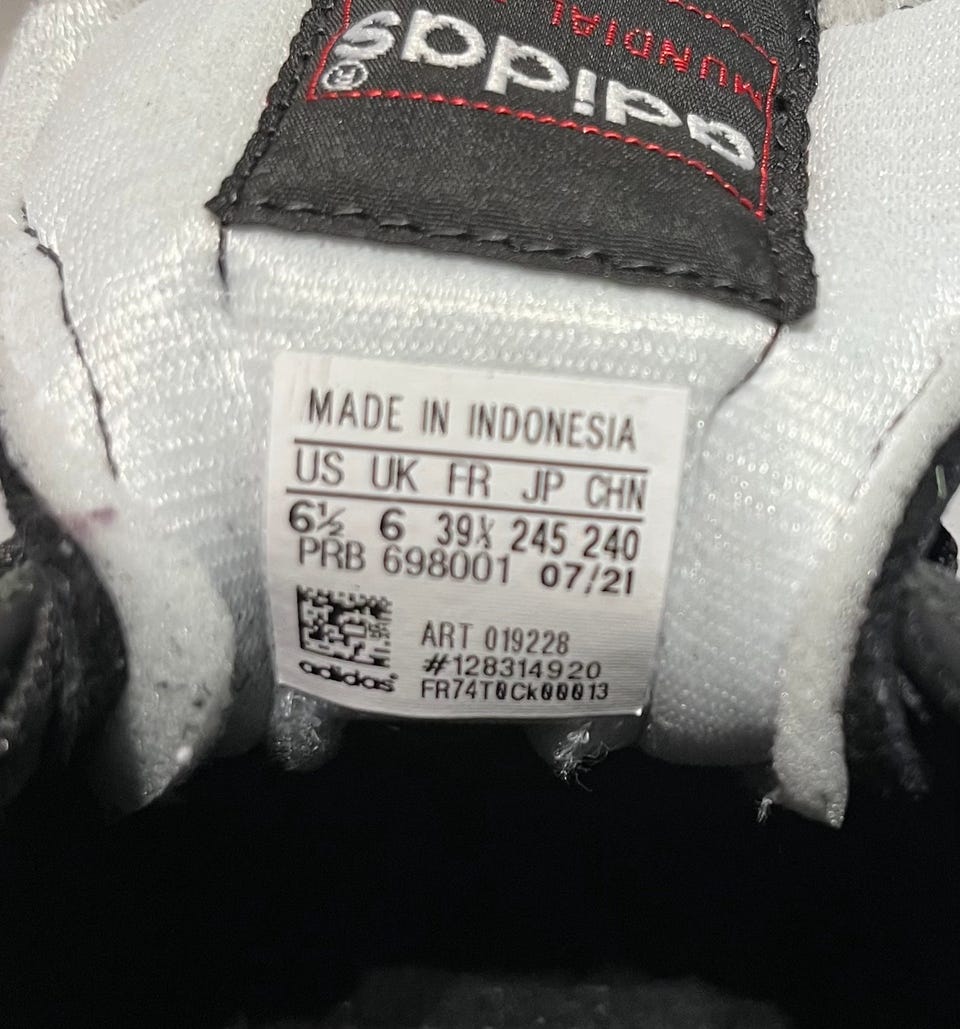 adidas
®
MUNDIAL
MADE IN INDONESIA
US UK FR JP CHN
6½ 6 39⅓ 245 240
PRB 698001 07/21
ART 019228
#128314920
FR74T0Ck00013
adidas